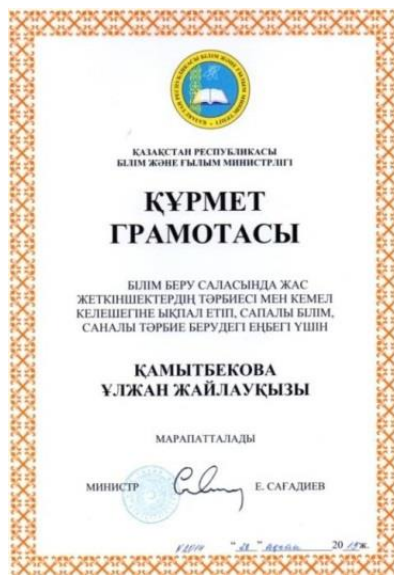 ҚАЗАҚСТАН РЕСПУБЛИКАСЫ
БІЛІМ ЖӘНЕ ҒЫЛЫМ МИНИСТРЛІГІ
ҚҰРМЕТ
ГРАМОТАСЫ
БІЛІМ БЕРУ САЛАСЫНДА ЖАС
ЖЕТКІНШЕКТЕРДІҢ ТӘРБИЕСІ МЕН КЕМЕЛ
КЕЛЕШЕГІНЕ ЫҚПАЛ ЕТІП, САПАЛЫ БІЛІМ,
САНАЛЫ ТӘРБИЕ БЕРУДЕГІ ЕҢБЕГІ ҮШІН
ҚАМЫТБЕКОВА
ҰЛЖАН ЖАЙЛАУҚЫЗЫ
МАРАПАТТАЛАДЫ
МИНИСТР Е. САҒАДИЕВ
20 ж